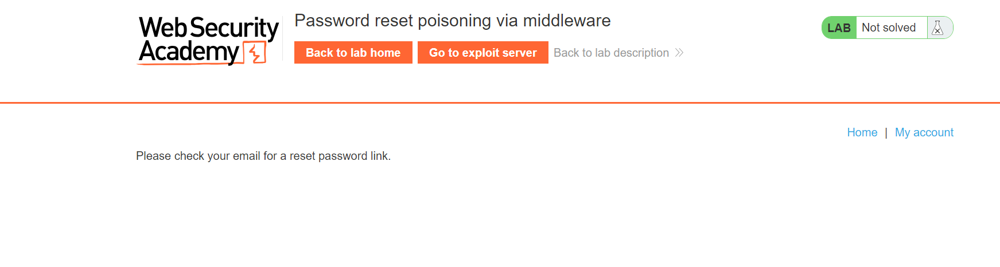 Web Security
Academy
Password reset poisoning via middleware
Back to lab home
Go to exploit server
Back to lab description
LAB
Not solved
Home | My account
Please check your email for a reset password link.